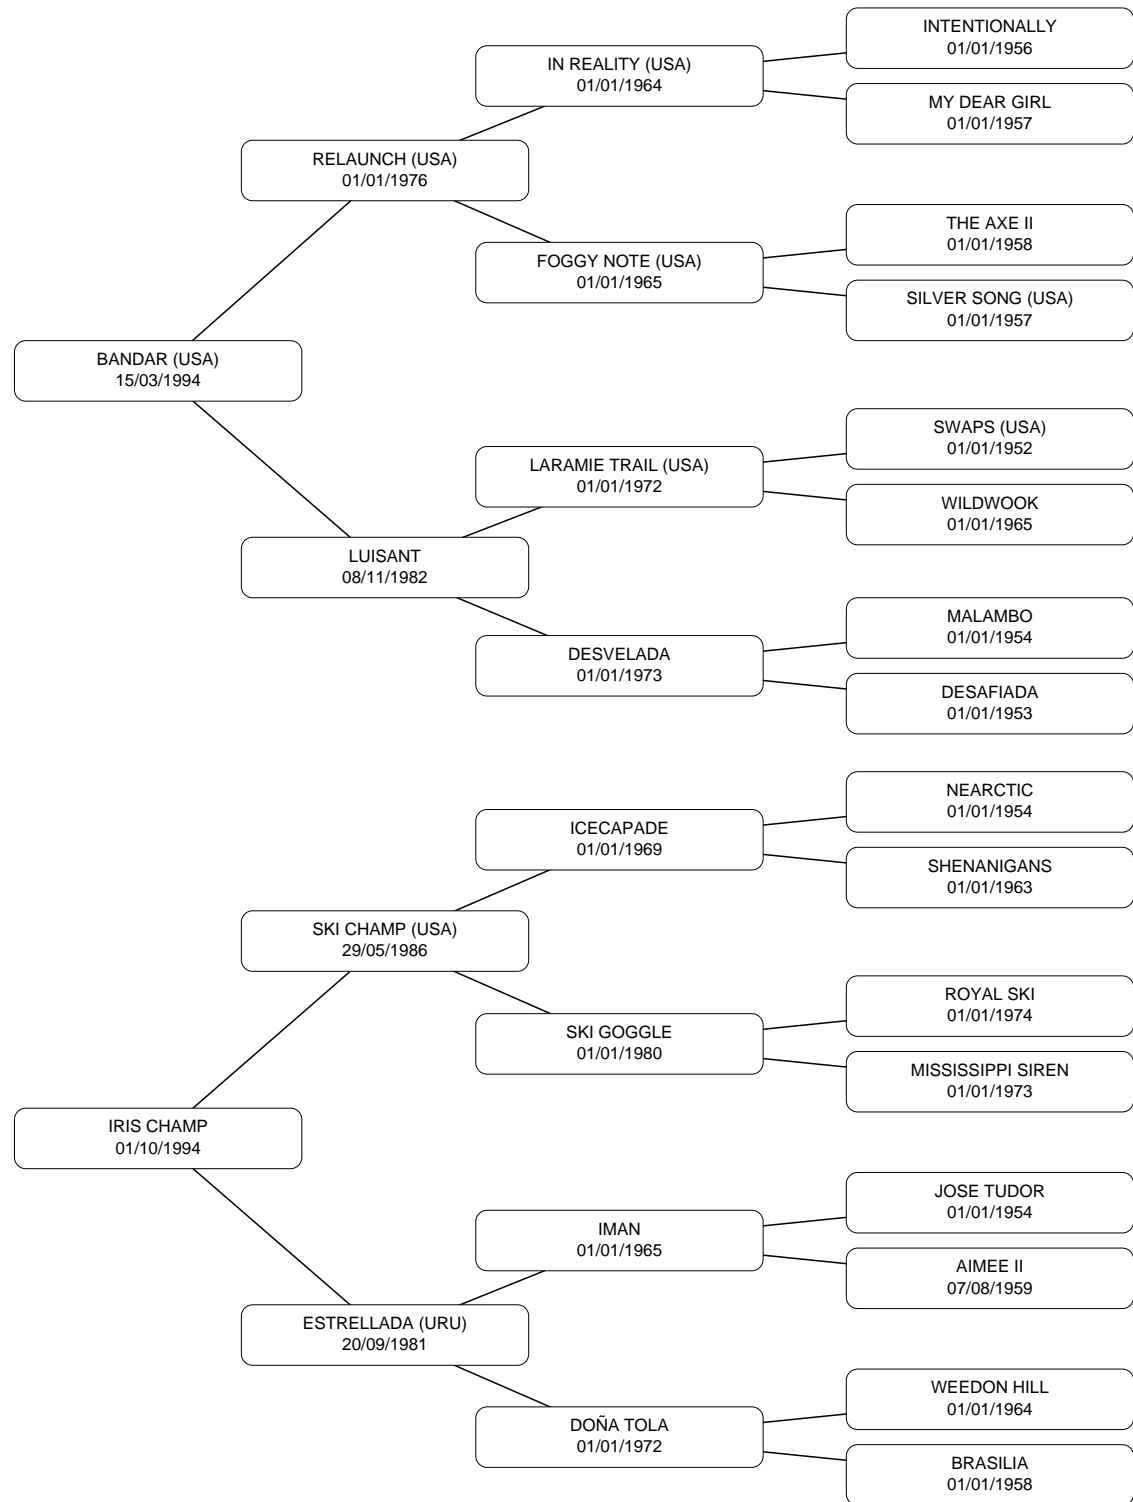 INTENTIONALLY
01/01/1956
IN REALITY (USA)
01/01/1964
MY DEAR GIRL
01/01/1957
RELAUNCH (USA)
01/01/1976
THE AXE II
01/01/1958
FOGGY NOTE (USA)
01/01/1965
SILVER SONG (USA)
01/01/1957
BANDAR (USA)
15/03/1994
SWAPS (USA)
01/01/1952
LARAMIE TRAIL (USA)
01/01/1972
WILDWOOK
01/01/1965
LUISANT
08/11/1982
MALAMBO
01/01/1954
DESVELADA
01/01/1973
DESAFIADA
01/01/1953
NEARCTIC
01/01/1954
ICECAPADE
01/01/1969
SHENANIGANS
01/01/1963
SKI CHAMP (USA)
29/05/1986
ROYAL SKI
01/01/1974
SKI GOGGLE
01/01/1980
MISSISSIPPI SIREN
01/01/1973
IRIS CHAMP
01/10/1994
JOSE TUDOR
01/01/1954
IMAN
01/01/1965
AIMEE II
07/08/1959
ESTRELLADA (URU)
20/09/1981
WEEDON HILL
01/01/1964
DOÑA TOLA
01/01/1972
BRASILIA
01/01/1958